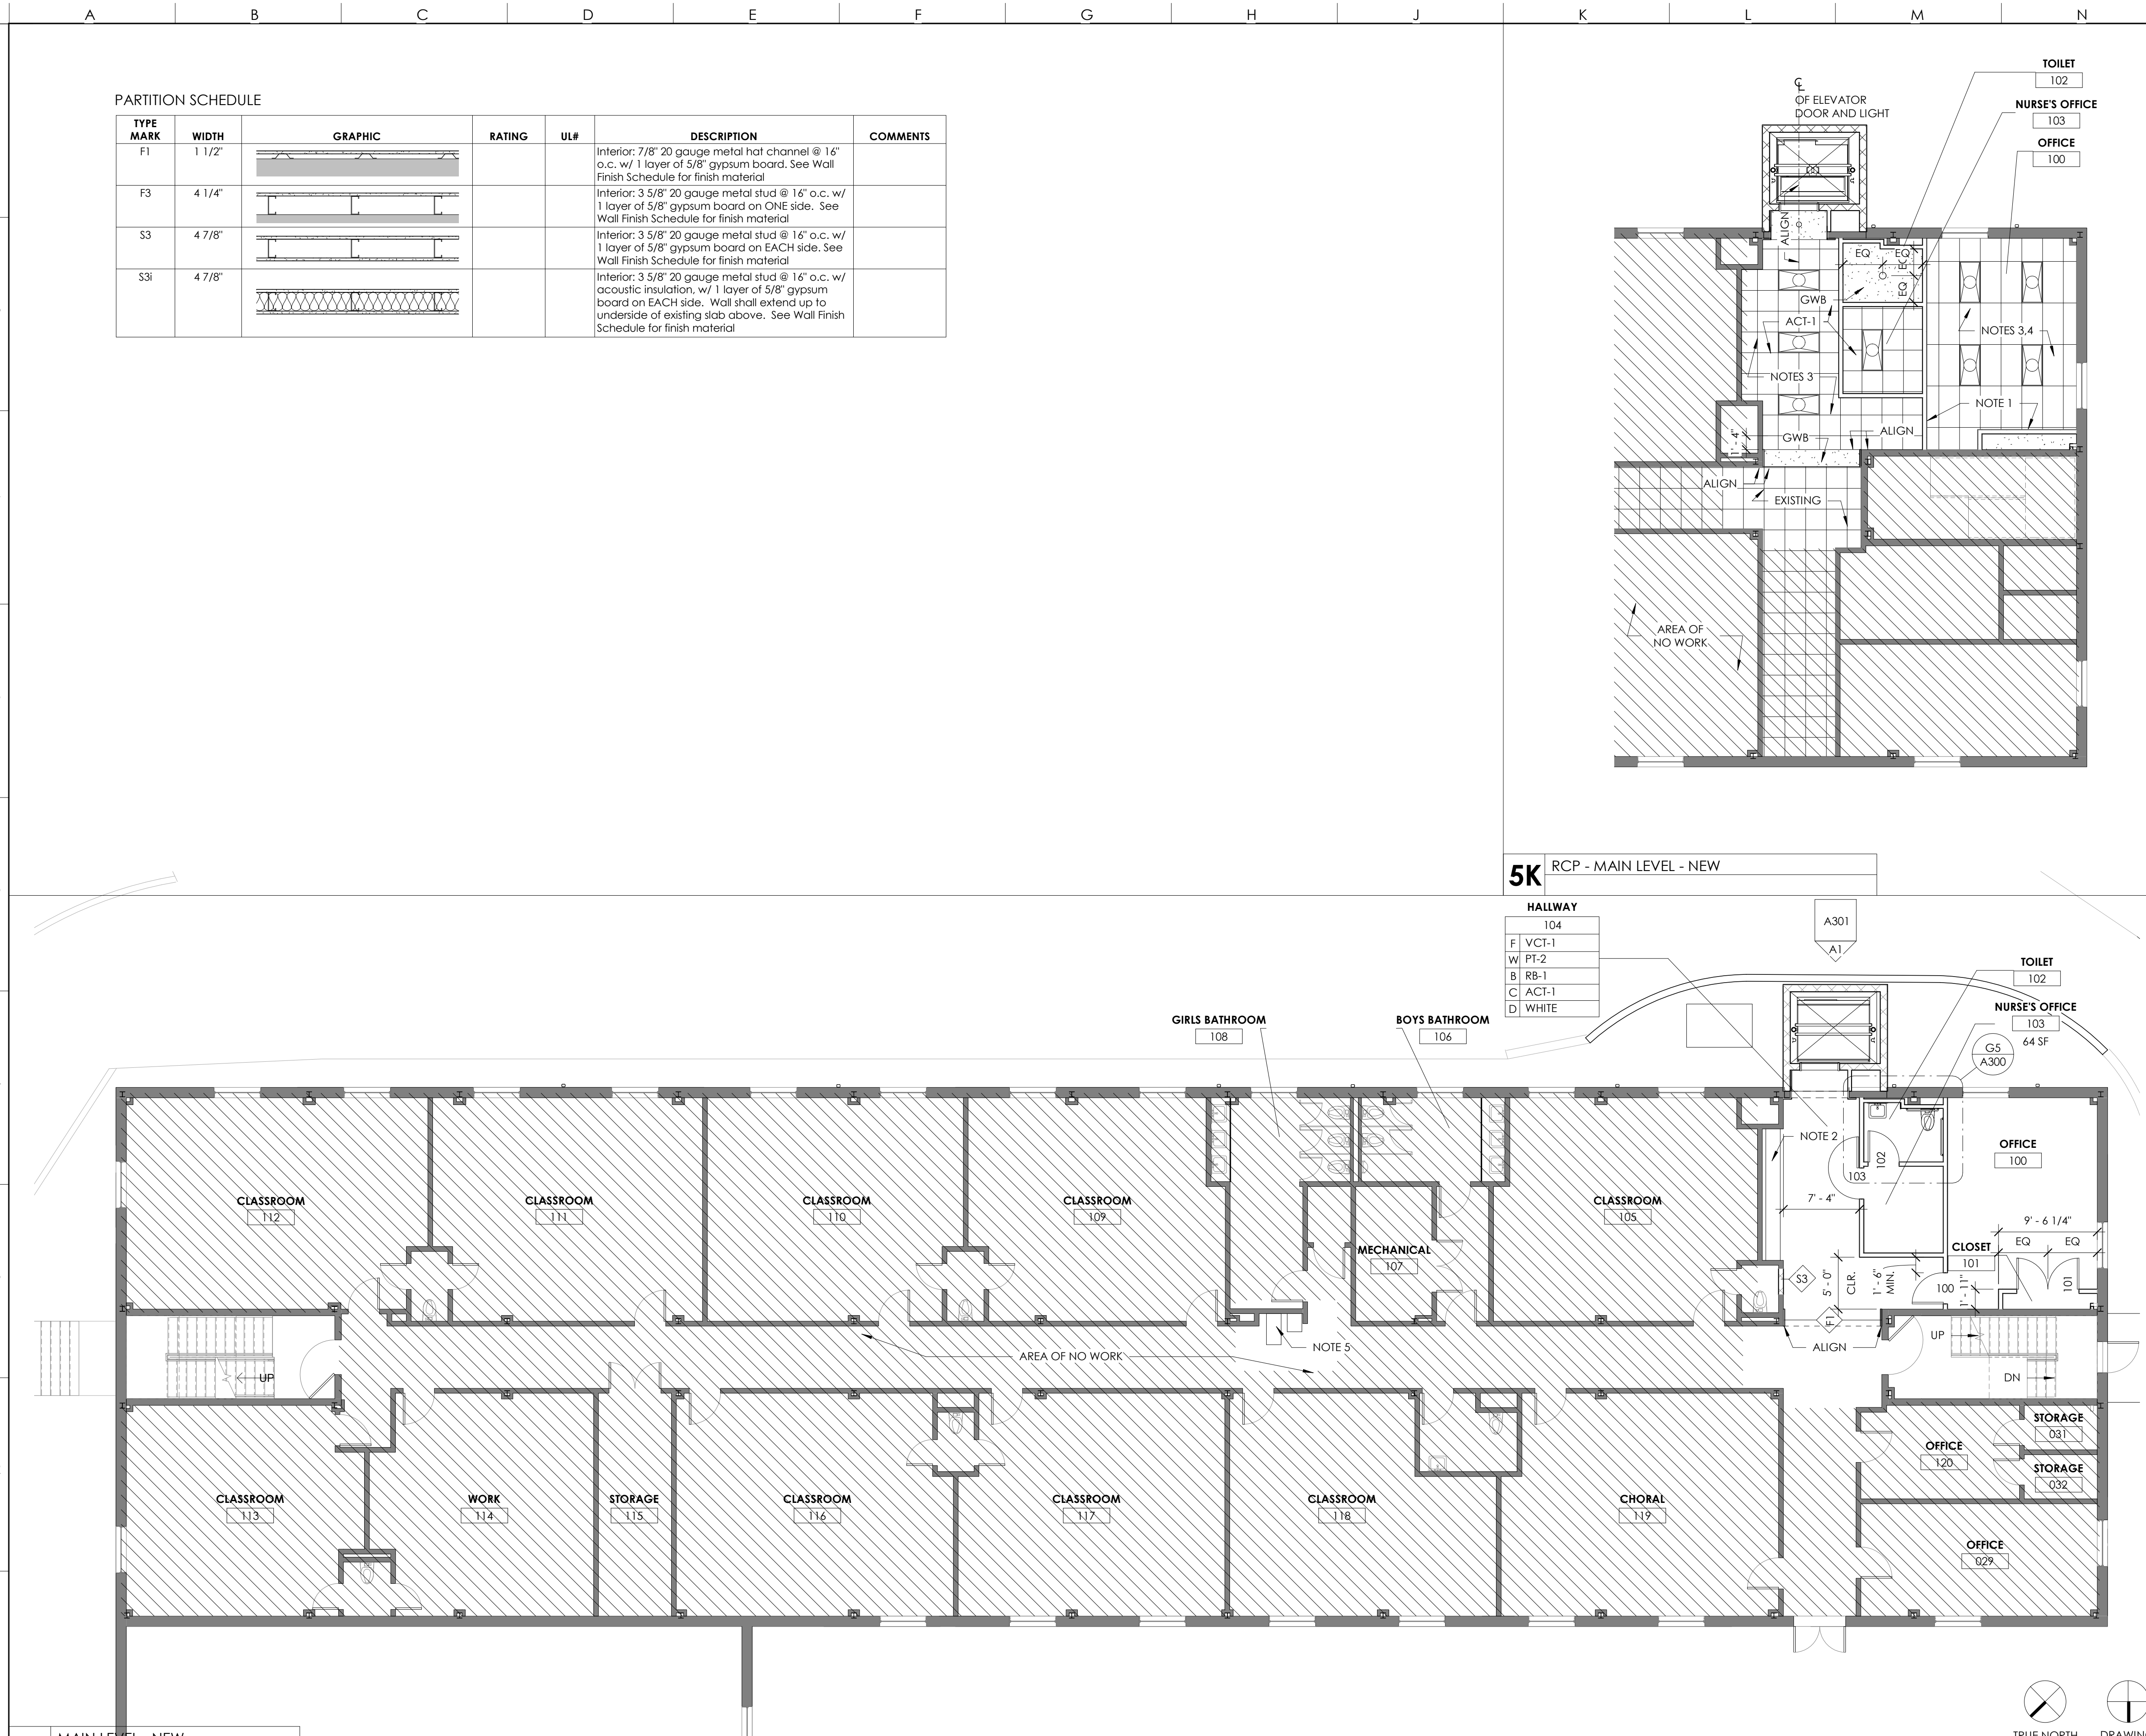 A B C D E F G H J K L M N
PARTITION SCHEDULE
TYPE MARK WIDTH GRAPHIC RATING UL# DESCRIPTION COMMENTS
F1 1 1/2" Interior: 7/8" 20 gauge metal hat channel @ 16"
o.c. w/ 1 layer of 5/8" gypsum board. See Wall
Finish Schedule for finish material
F3 4 1/4" Interior: 3 5/8" 20 gauge metal stud @ 16" o.c. w/
1 layer of 5/8" gypsum board on ONE side. See
Wall Finish Schedule for finish material
S3 4 7/8" Interior: 3 5/8" 20 gauge metal stud @ 16" o.c. w/
1 layer of 5/8" gypsum board on EACH side. See
Wall Finish Schedule for finish material
S3i 4 7/8" Interior: 3 5/8" 20 gauge metal stud @ 16" o.c. w/
acoustic insulation, w/ 1 layer of 5/8" gypsum
board on EACH side. Wall shall extend up to
underside of existing slab above. See Wall Finish
Schedule for finish material
TOILET
102
NURSE'S OFFICE
103
OFFICE
100
OF ELEVATOR
DOOR AND LIGHT
ALIGN
EQ EQ
EQ
EQ
GWB
ACT-1
NOTES 3,4
NOTES 3
NOTE 1
1' - 4"
GWB
ALIGN
ALIGN
EXISTING
AREA OF
NO WORK
5K RCP - MAIN LEVEL - NEW
HALLWAY
104
F VCT-1
W PT-2
B RB-1
C ACT-1
D WHITE
A301
A1
TOILET
102
NURSE'S OFFICE
103
64 SF
G5
A300
GIRLS BATHROOM
108
BOYS BATHROOM
106
NOTE 2
102
103
OFFICE
100
CLASSROOM
112
CLASSROOM
111
CLASSROOM
110
CLASSROOM
109
CLASSROOM
105
7' - 4"
9' - 6 1/4"
EQ EQ
MECHANICAL
107
CLOSET
101
S3
5' - 0"
CLR.
1' - 6"
MIN.
100
1' - 11"
101
F1
UP
ALIGN
NOTE 5
AREA OF NO WORK
UP
DN
STORAGE
031
OFFICE
120
STORAGE
032
CLASSROOM
113
WORK
114
STORAGE
115
CLASSROOM
116
CLASSROOM
117
CLASSROOM
118
CHORAL
119
OFFICE
029
MAIN LEVEL - NEW
TRUE NORTH
DRAWING